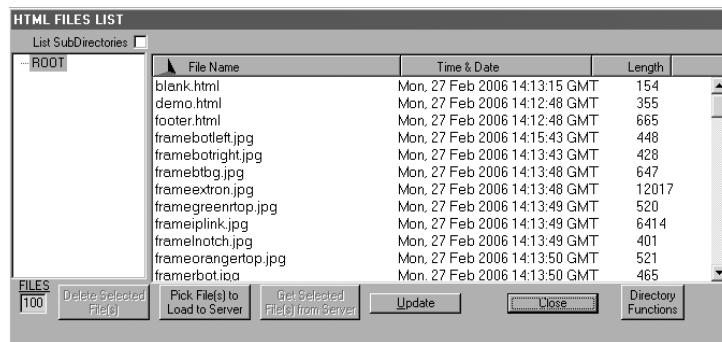 HTML FILES LIST
List SubDirectories
ROOT
File Name Time & Date Length
blank.html Mon, 27 Feb 2006 14:13:15 GMT 154
demo.html Mon, 27 Feb 2006 14:12:48 GMT 355
footer.html Mon, 27 Feb 2006 14:12:48 GMT 665
framebotleft.jpg Mon, 27 Feb 2006 14:15:43 GMT 448
framebotright.jpg Mon, 27 Feb 2006 14:13:43 GMT 428
framebtbg.jpg Mon, 27 Feb 2006 14:13:48 GMT 647
frameextron.jpg Mon, 27 Feb 2006 14:13:48 GMT 12017
framegreenrtop.jpg Mon, 27 Feb 2006 14:13:49 GMT 520
frameiplink.jpg Mon, 27 Feb 2006 14:13:49 GMT 6414
framelnotch.jpg Mon, 27 Feb 2006 14:13:49 GMT 401
frameorangertop.jpg Mon, 27 Feb 2006 14:13:50 GMT 521
framerbot.jpg Mon, 27 Feb 2006 14:13:50 GMT 465
FILES
100
Delete Selected
File(s)
Pick File(s) to
Load to Server
Get Selected
File(s) from Server
Update
Close
Directory
Functions